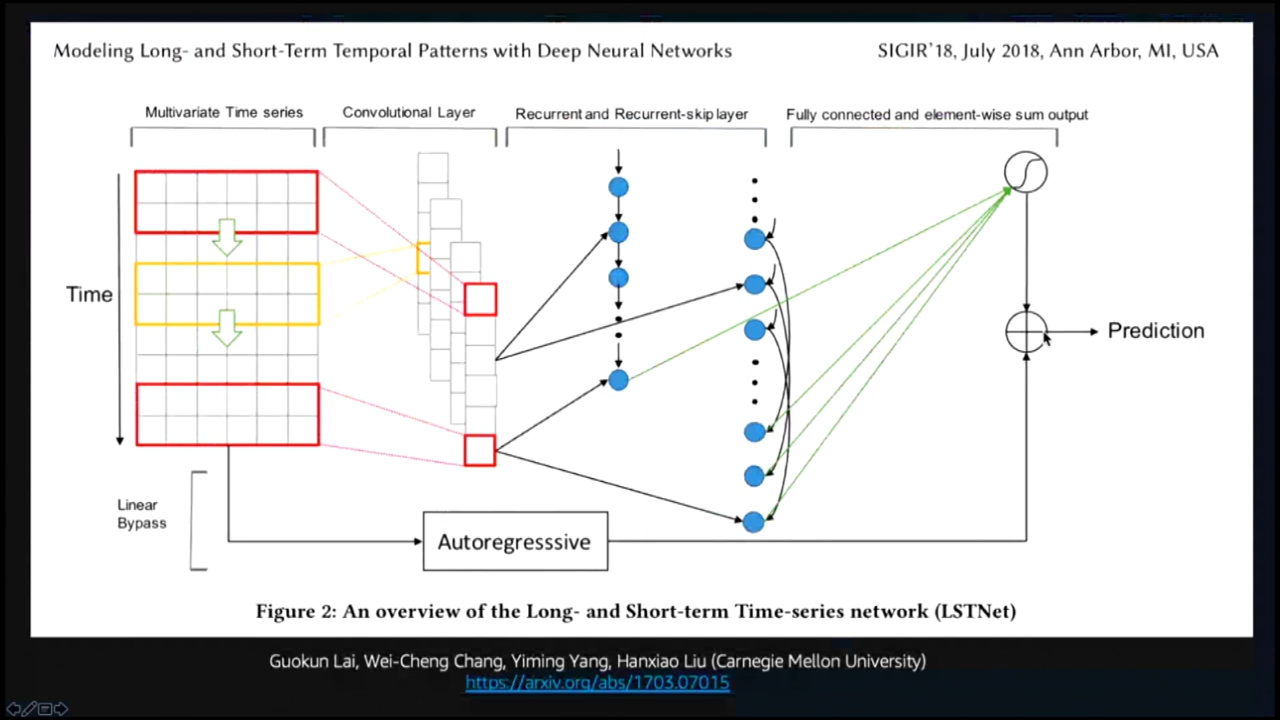 Modeling Long- and Short-Term Temporal Patterns with Deep Neural Networks
SIGIR'18, July 2018, Ann Arbor, MI, USA
Multivariate Time series
Convolutional Layer
Recurrent and Recurrent-skip layer
Fully connected and element-wise sum output
Time
Prediction
Linear
Bypass
Autoregresssive
Figure 2: An overview of the Long- and Short-term Time-series network (LSTNet)
Guokun Lai, Wei-Cheng Chang, Yiming Yang, Hanxiao Liu (Carnegie Mellon University)
https://arxiv.org/abs/1703.07015